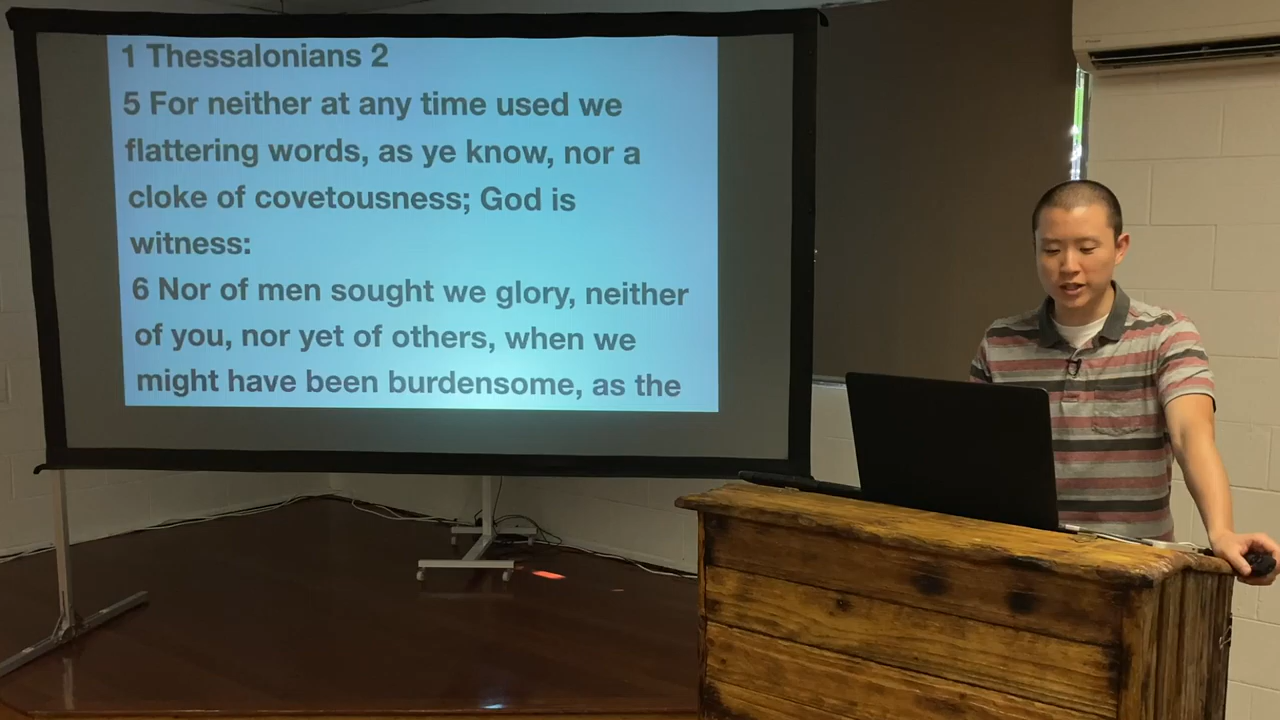 1 Thessalonians 2
5 For neither at any time used we
flattering words, as ye know, nor a
cloke of covetousness; God is
witness:
6 Nor of men sought we glory, neither
of you, nor yet of others, when we
might have been burdensome, as the